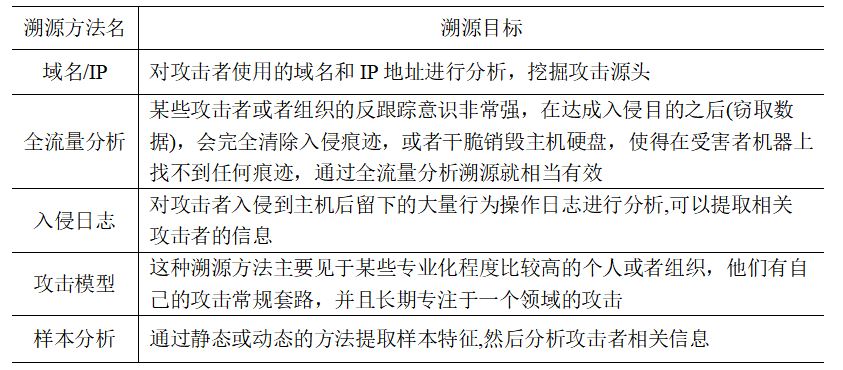 溯源方法名 溯源目标
域名/IP 对攻击者使用的域名和 IP 地址进行分析，挖掘攻击源头
某些攻击者或者组织的反跟踪意识非常强，在达成入侵目的之后(窃取数
全流量分析 据)，会完全清除入侵痕迹，或者干脆销毁主机硬盘，使得在受害者机器上
找不到任何痕迹，通过全流量分析溯源就相当有效
入侵日志 对攻击者入侵到主机后留下的大量行为操作日志进行分析,可以提取相关
攻击者的信息
攻击模型 这种溯源方法主要见于某些专业化程度比较高的个人或者组织，他们有自
己的攻击常规套路，并且长期专注于一个领域的攻击
样本分析 通过静态或动态的方法提取样本特征,然后分析攻击者相关信息